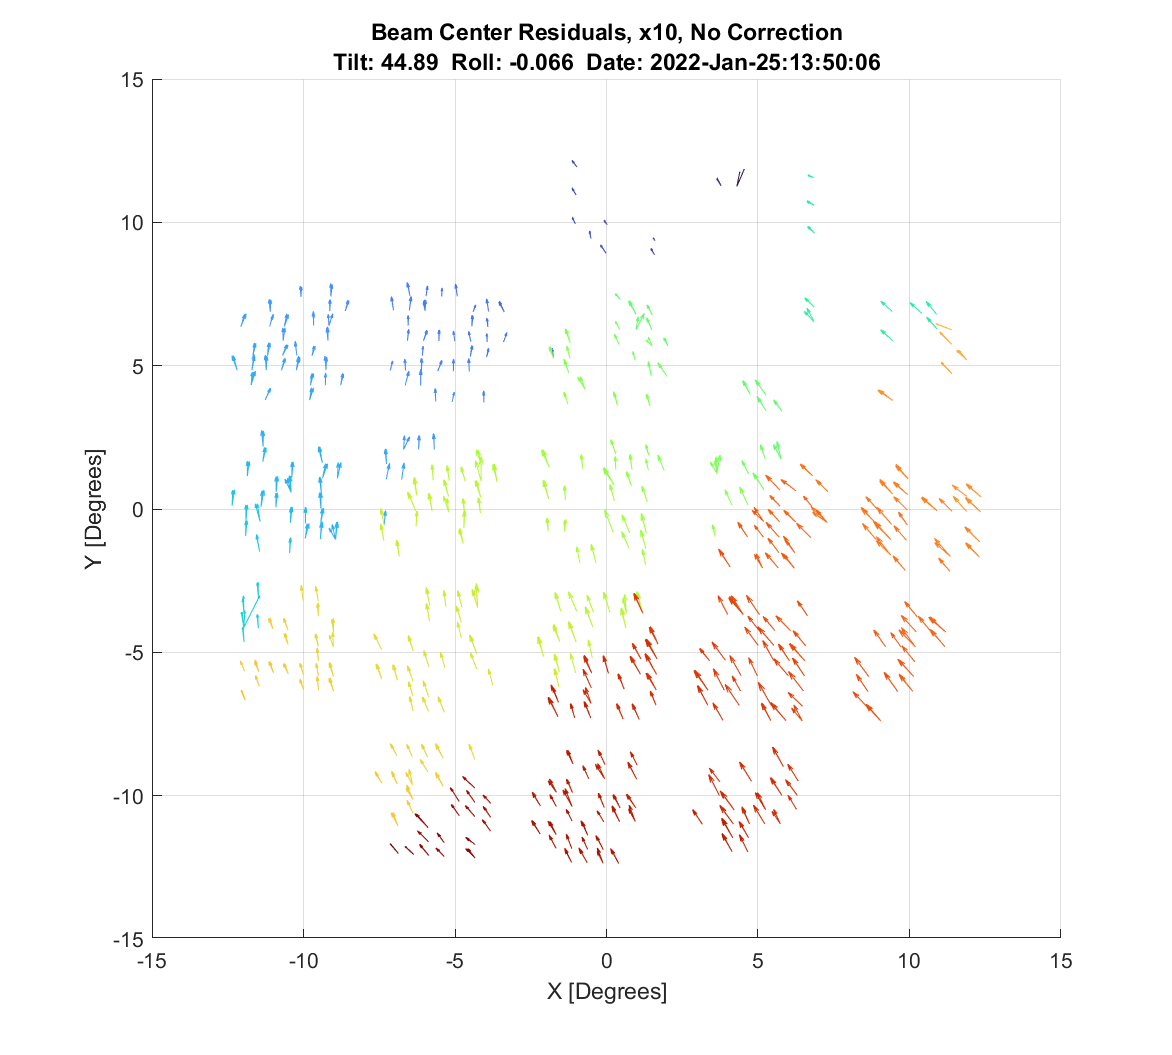 Beam Center Residuals, x10, No Correction
Tilt: 44.89 Roll: -0.066 Date: 2022-Jan-25:13:50:06
15
10
5
0
-5
-10
-15
Y [Degrees]
-15 -10 -5 0 5 10 15
X [Degrees]